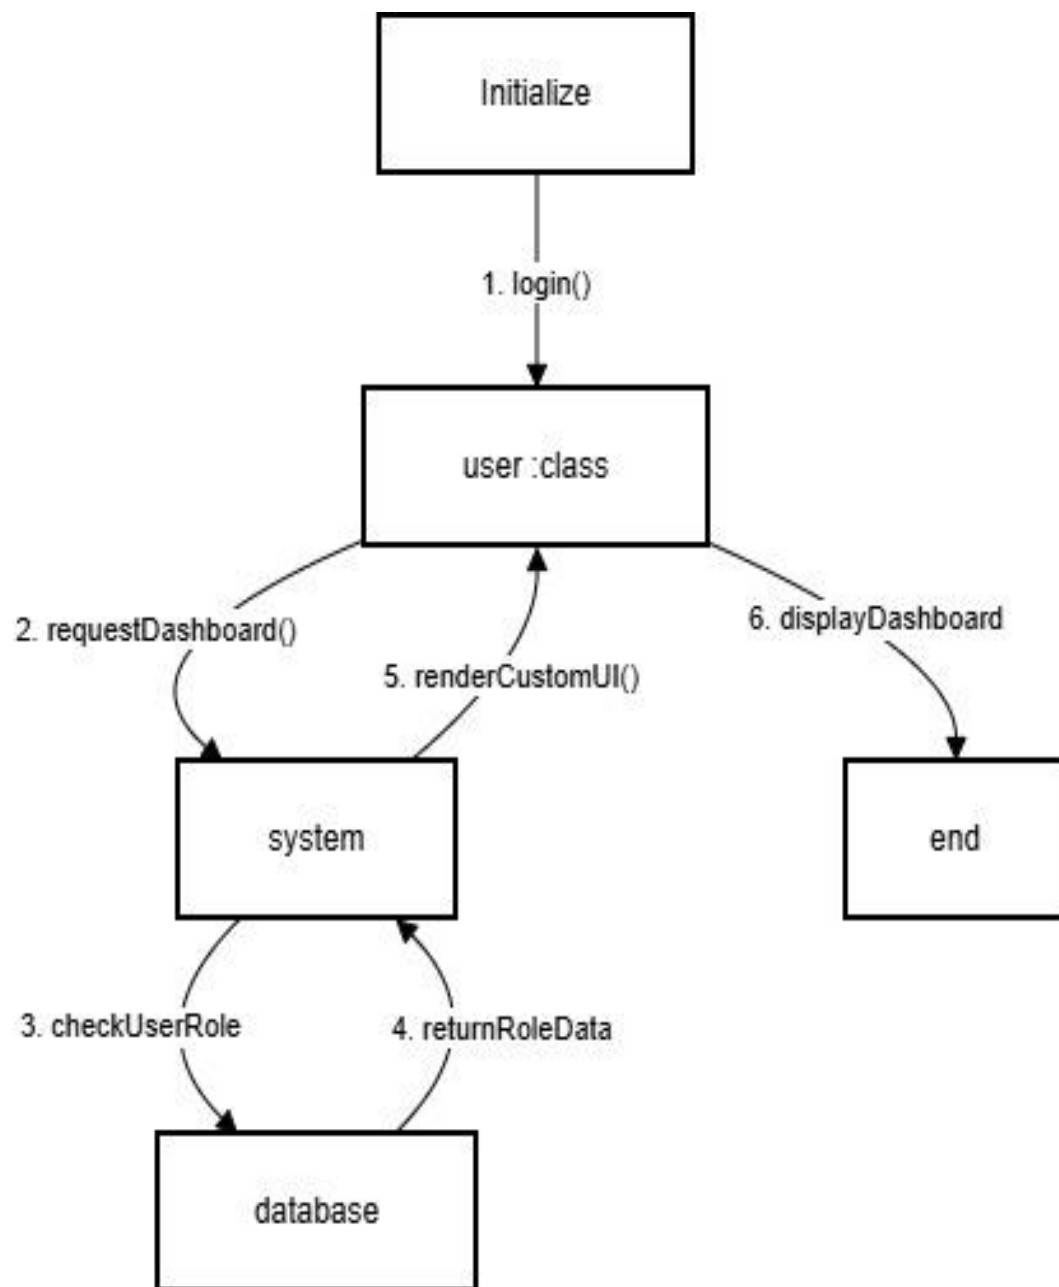 Initialize
1. login()
user :class
2. requestDashboard()
6. displayDashboard
5. renderCustomUI()
system
end
3. checkUserRole
4. returnRoleData
database